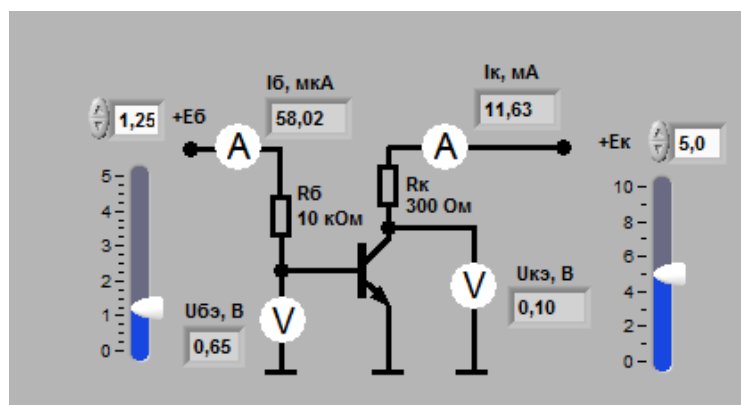 Iб, мкА
58,02
Iк, мА
11,63
1,25
+Eб
A
A
+Eк
5,0
5
4
3
2
1
0
Rб
10 кОм
Rк
300 Ом
10
8
6
4
2
0
Uбэ, В
0,65
V
V
Uкэ, В
0,10